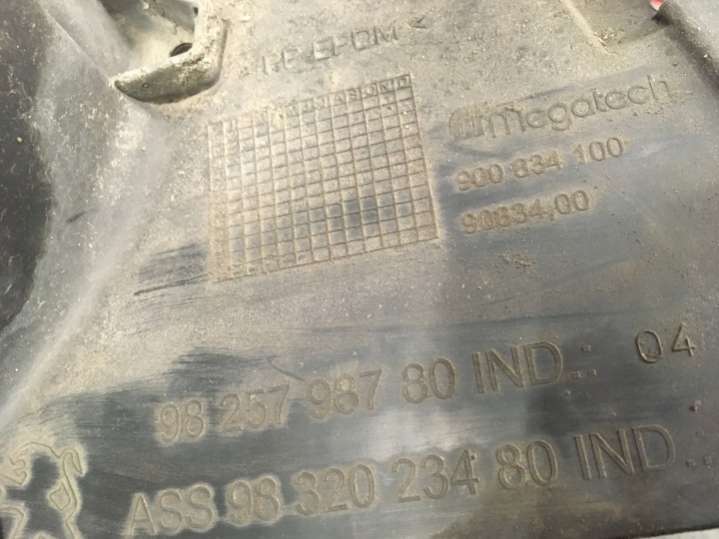 PP EPDM <
Megatech
900 834 100
90834,00
98 257 987 80 IND.: 04
ASS 98 320 234 80 IND.: